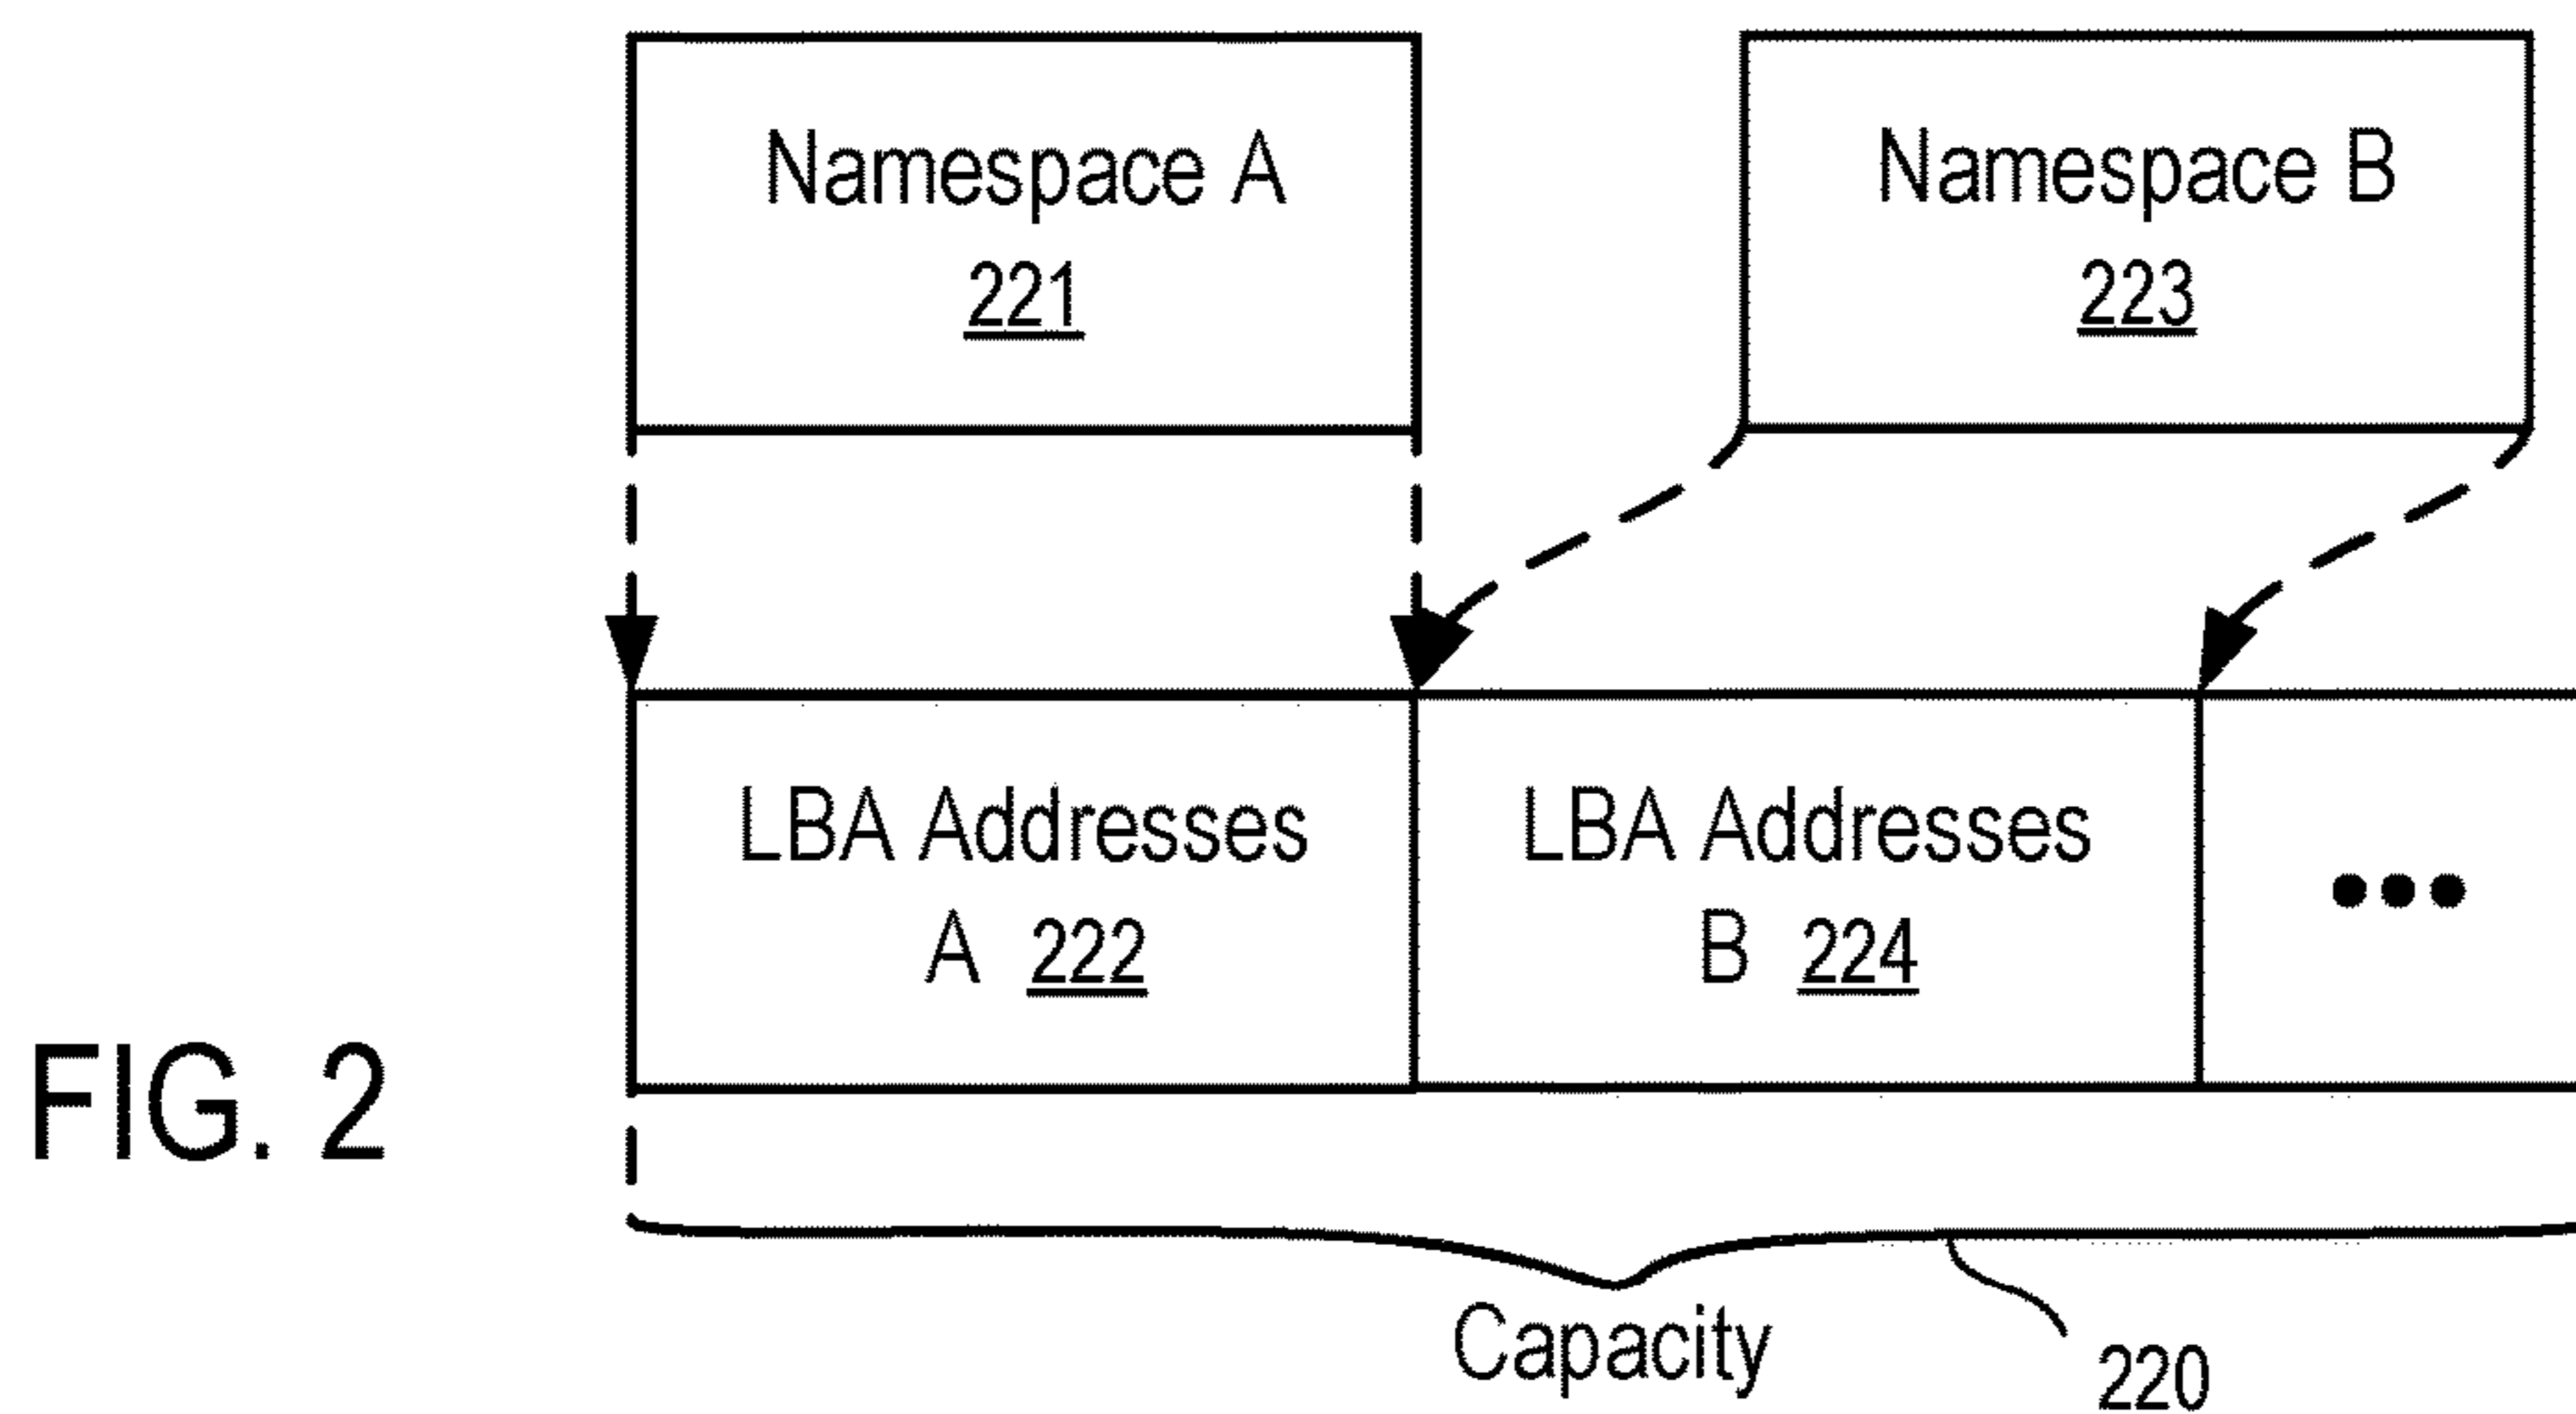 Namespace A
221
Namespace B
223
LBA Addresses
A 222
LBA Addresses
B 224
•••
FIG. 2
Capacity
220